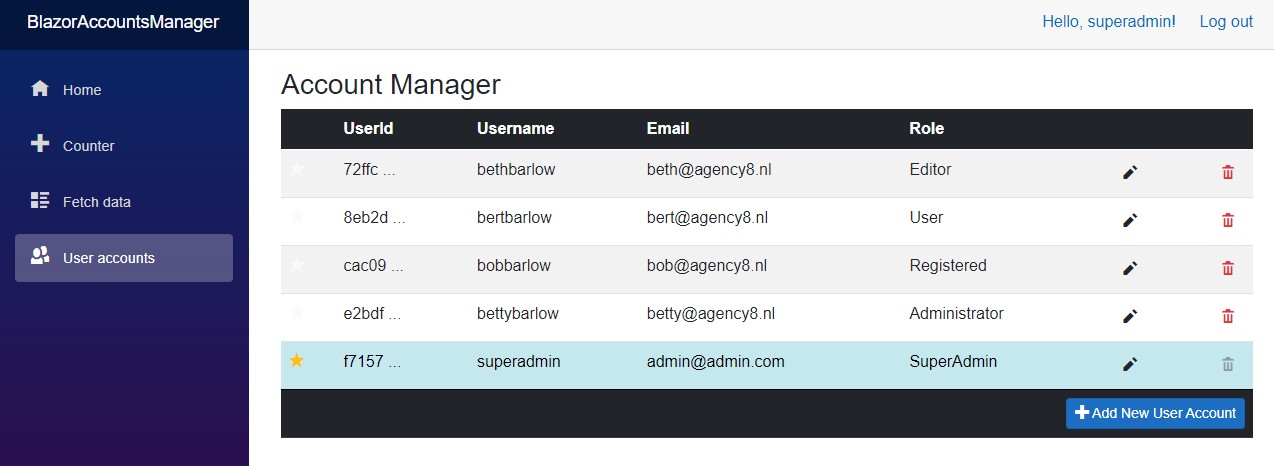 BlazorAccountsManager
Hello, superadmin! Log out
Home
Counter
Fetch data
User accounts
Account Manager
UserId Username Email Role
72ffc ... bethbarlow beth@agency8.nl Editor
8eb2d ... bertbarlow bert@agency8.nl User
cac09 ... bobbarlow bob@agency8.nl Registered
e2bdf ... bettybarlow betty@agency8.nl Administrator
f7157 ... superadmin admin@admin.com SuperAdmin
Add New User Account